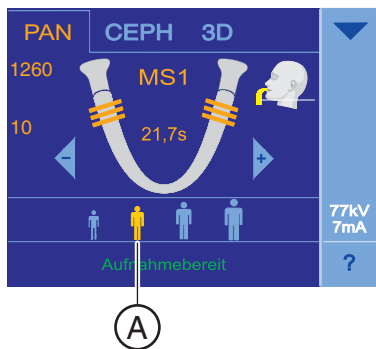 PAN CEPH 3D
1260
MS1
10
21,7s
- +
77kV
7mA
Aufnahmebereit
?
A